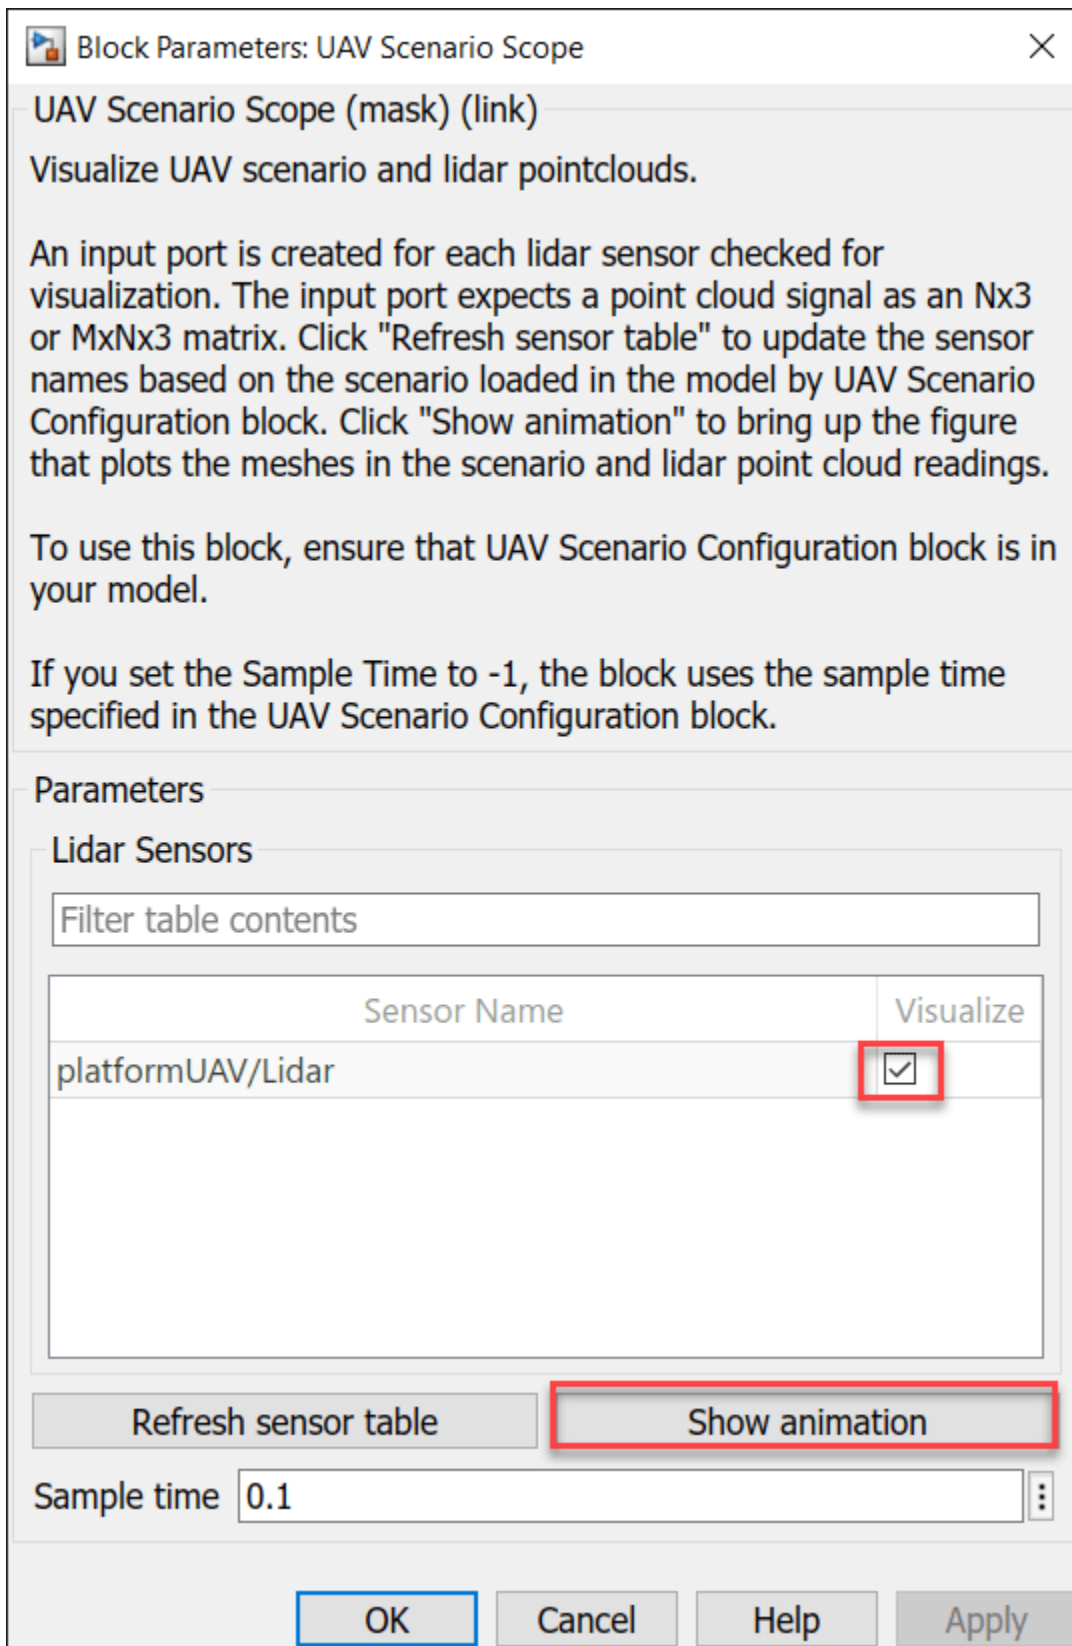 Block Parameters: UAV Scenario Scope
UAV Scenario Scope (mask) (link)
Visualize UAV scenario and lidar pointclouds.
An input port is created for each lidar sensor checked for
visualization. The input port expects a point cloud signal as an Nx3
or MxNx3 matrix. Click "Refresh sensor table" to update the sensor
names based on the scenario loaded in the model by UAV Scenario
Configuration block. Click "Show animation" to bring up the figure
that plots the meshes in the scenario and lidar point cloud readings.
To use this block, ensure that UAV Scenario Configuration block is in
your model.
If you set the Sample Time to -1, the block uses the sample time
specified in the UAV Scenario Configuration block.
Parameters
Lidar Sensors
Filter table contents
Sensor Name Visualize
platformUAV/Lidar
Refresh sensor table Show animation
Sample time 0.1
OK Cancel Help Apply